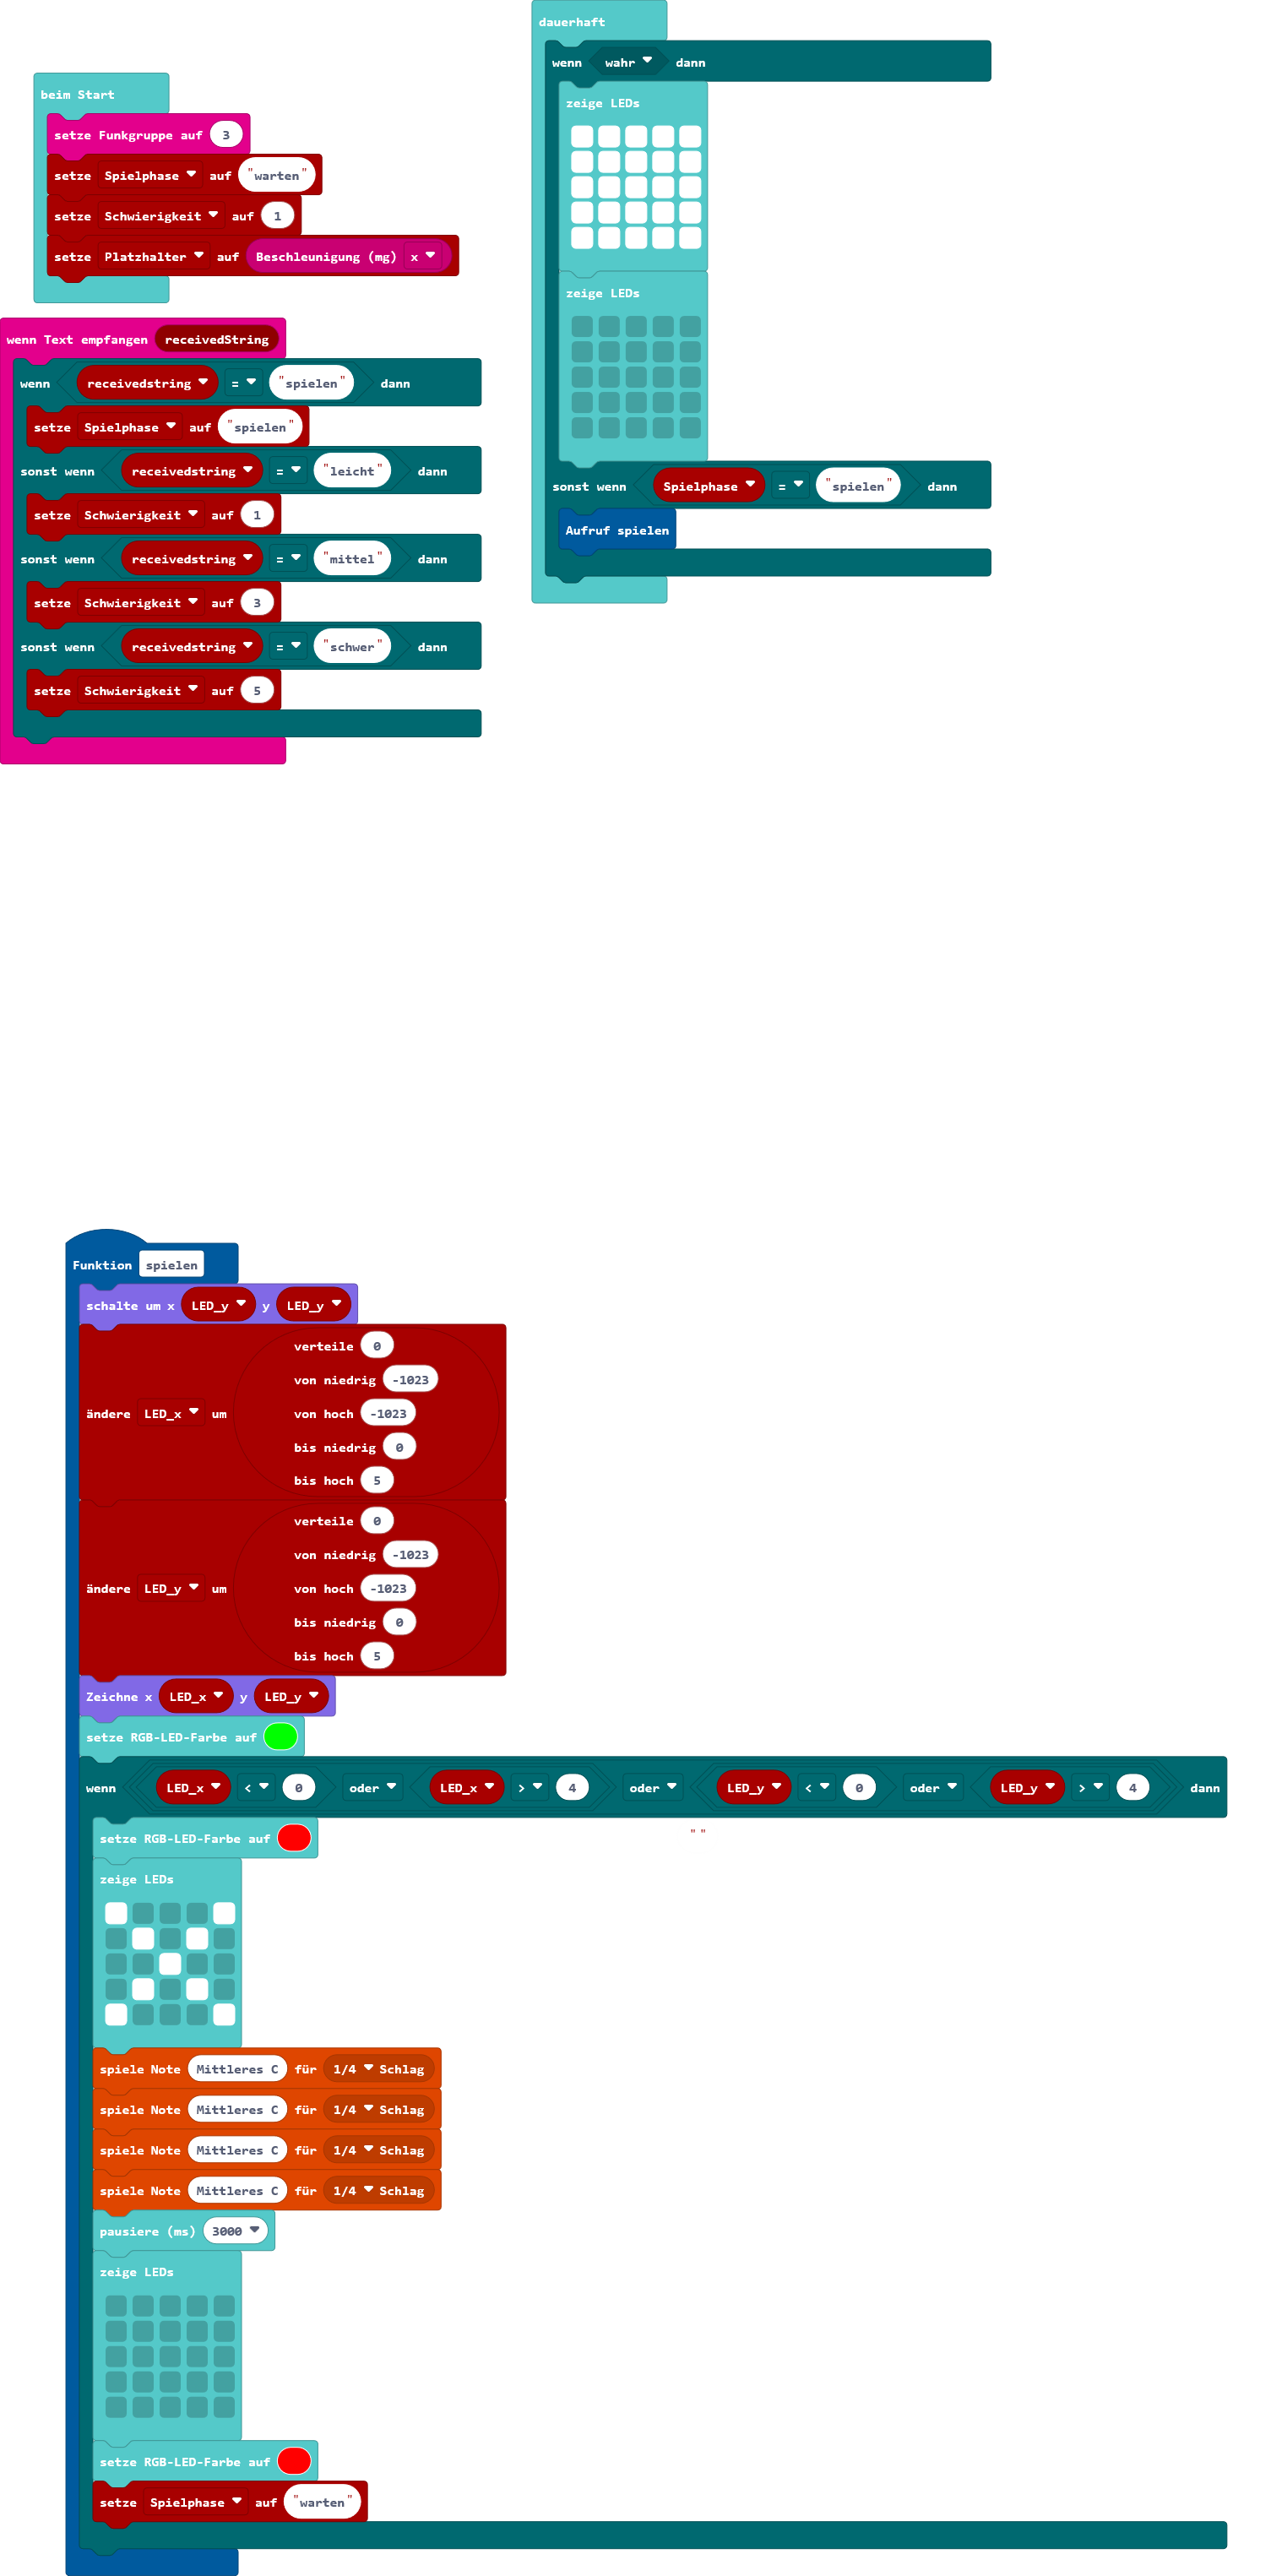 beim Start
setze Funkgruppe auf 3
setze Spielphase auf "warten"
setze Schwierigkeit auf 1
setze Platzhalter auf Beschleunigung (mg) x
wenn Text empfangen receivedString
wenn receivedstring = "spielen" dann
setze Spielphase auf "spielen"
sonst wenn receivedstring = "leicht" dann
setze Schwierigkeit auf 1
sonst wenn receivedstring = "mittel" dann
setze Schwierigkeit auf 3
sonst wenn receivedstring = "schwer" dann
setze Schwierigkeit auf 5
dauerhaft
wenn wahr dann
zeige LEDs
zeige LEDs
sonst wenn Spielphase = "spielen" dann
Aufruf spielen
Funktion spielen
schalte um x LED_y y LED_y
ändere LED_x um
verteile 0
von niedrig -1023
von hoch -1023
bis niedrig 0
bis hoch 5
ändere LED_y um
verteile 0
von niedrig -1023
von hoch -1023
bis niedrig 0
bis hoch 5
Zeichne x LED_x y LED_y
setze RGB-LED-Farbe auf
wenn LED_x < 0 oder LED_x > 4 oder LED_y < 0 oder LED_y > 4 dann
" "
setze RGB-LED-Farbe auf
zeige LEDs
spiele Note Mittleres C für 1/4 Schlag
spiele Note Mittleres C für 1/4 Schlag
spiele Note Mittleres C für 1/4 Schlag
spiele Note Mittleres C für 1/4 Schlag
pausiere (ms) 3000
zeige LEDs
setze RGB-LED-Farbe auf
setze Spielphase auf "warten"